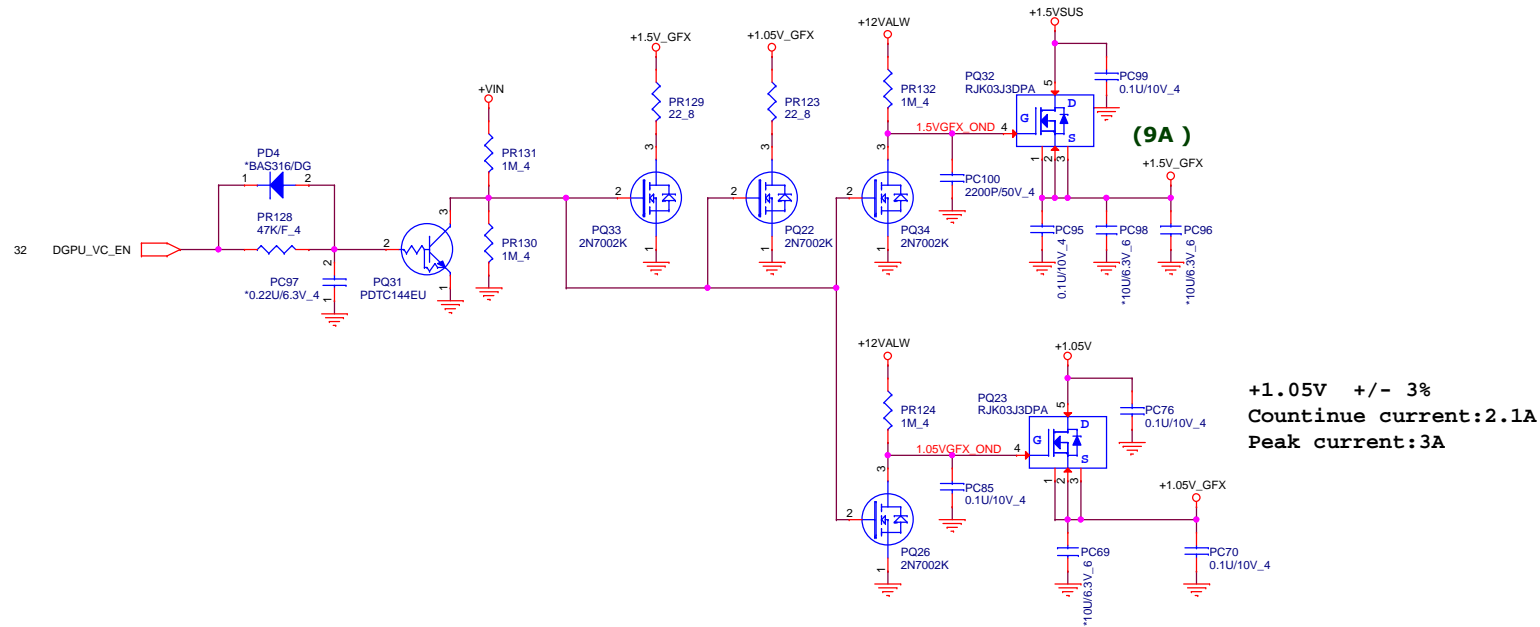 32 DGPU_VC_EN
PD4
*BAS316/DG
1 2
PR128
47K/F_4
2
PC97
*0.22U/6.3V_4
1
2
3
1
PQ31
PDTC144EU
+VIN
PR131
1M_4
PR130
1M_4
+1.5V_GFX
PR129
22_8
3
2
1
PQ33
2N7002K
+1.05V_GFX
PR123
22_8
3
2
1
PQ22
2N7002K
+12VALW
PR132
1M_4
1.5VGFX_OND 4
3
2
1
PQ34
2N7002K
PC100
2200P/50V_4
+1.5VSUS
PQ32
RJK03J3DPA
5
D
G
S
1 2 3
PC99
0.1U/10V_4
(9A )
+1.5V_GFX
PC95
0.1U/10V_4
PC98
*10U/6.3V_6
PC96
*10U/6.3V_6
+12VALW
PR124
1M_4
1.05VGFX_OND 4
3
2
1
PQ26
2N7002K
PC85
0.1U/10V_4
+1.05V
PQ23
RJK03J3DPA
5
D
G
S
1 2 3
PC76
0.1U/10V_4
+1.05V_GFX
PC69
*10U/6.3V_6
PC70
0.1U/10V_4
+1.05V +/- 3%
Countinue current:2.1A
Peak current:3A